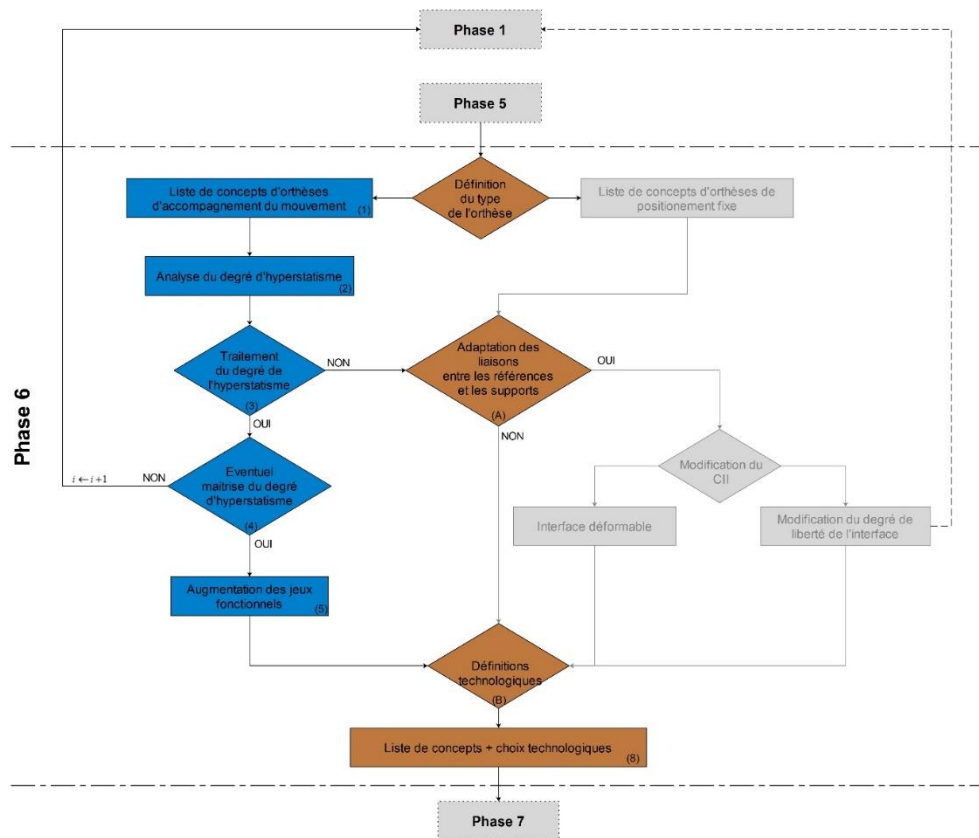 Phase 1
Phase 5
Définition
du type
de l'orthèse
Liste de concepts d'orthèses
d'accompagnement du mouvement
(1)
Liste de concepts d'orthèses de
positionement fixe
Analyse du degré d'hyperstatisme
(2)
Traitement
du degré de
l'hyperstatisme
(3)
NON
OUI
Adaptation des
liaisons
entre les références
et les supports
(A)
OUI
NON
Phase 6
i ← i +1
NON
Eventuel
maitrise du degré
d'hyperstatisme
(4)
OUI
Modification du
CII
Interface déformable
Modification du degré de
liberté de l'interface
Augmentation des jeux
fonctionnels
(5)
Définitions
technologiques
(B)
Liste de concepts + choix technologiques
(8)
Phase 7